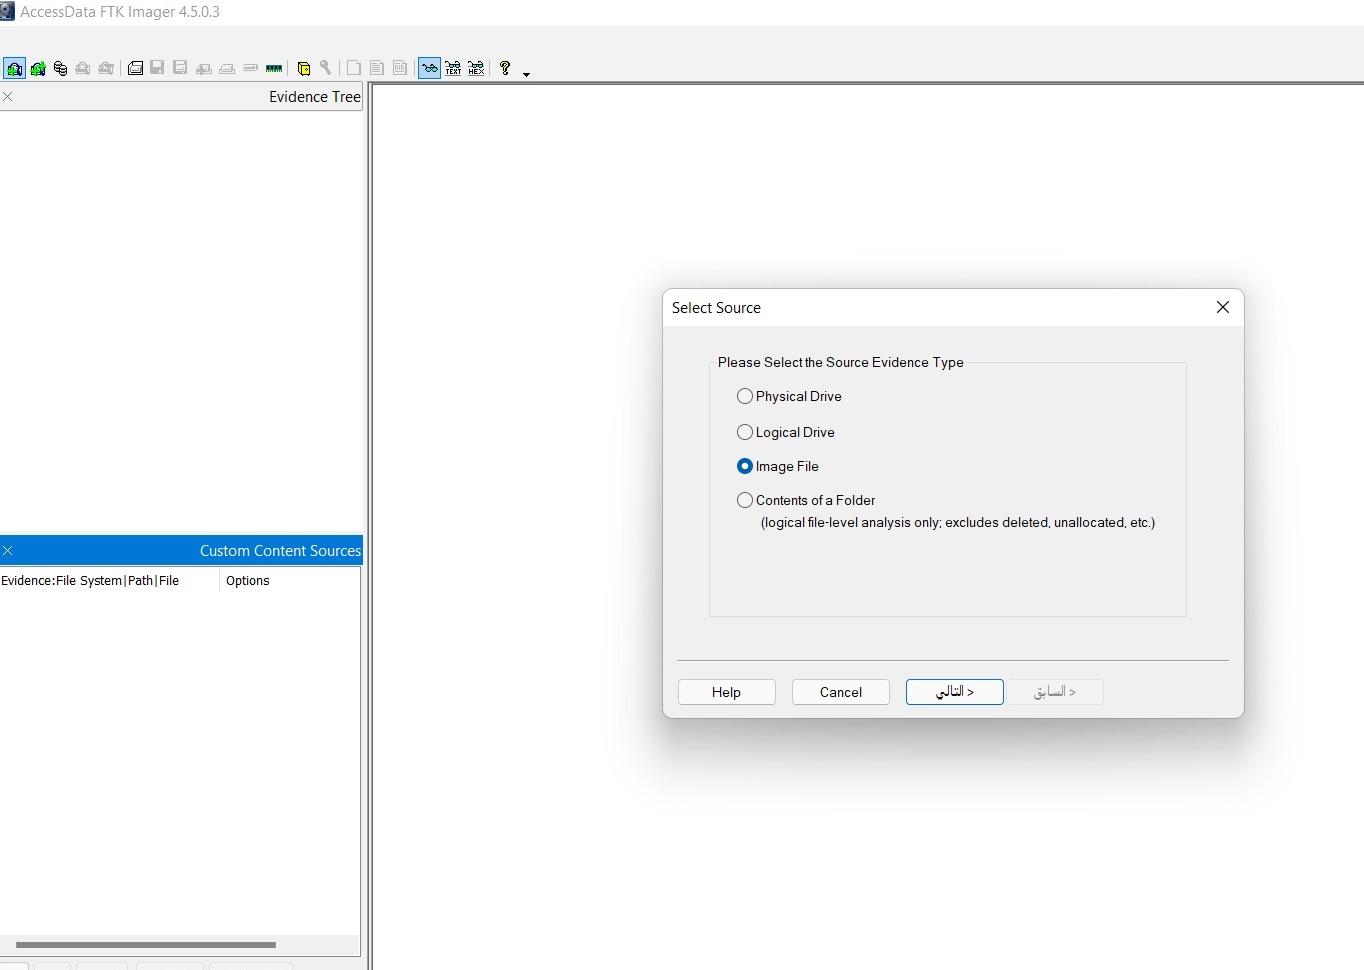 AccessData FTK Imager 4.5.0.3
TEXT
HEX
Evidence Tree
Select Source
Please Select the Source Evidence Type
Physical Drive
Logical Drive
Image File
Contents of a Folder
(logical file-level analysis only; excludes deleted, unallocated, etc.)
Help
Cancel
التالي >
السابق >
Custom Content Sources
Evidence:File System|Path|File
Options